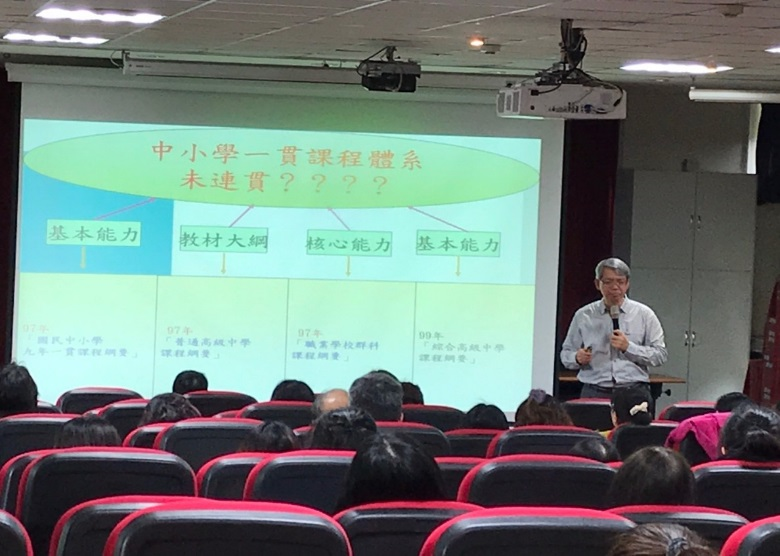 中小學一貫課程體系
未連貫？？？？
基本能力
教材大綱
核心能力
基本能力
97年
「國民中小學
九年一貫課程綱要」
97年
「普通高級中學
課程綱要」
97年
「職業學校群科
課程綱要」
99年
「綜合高級中學
課程綱要」